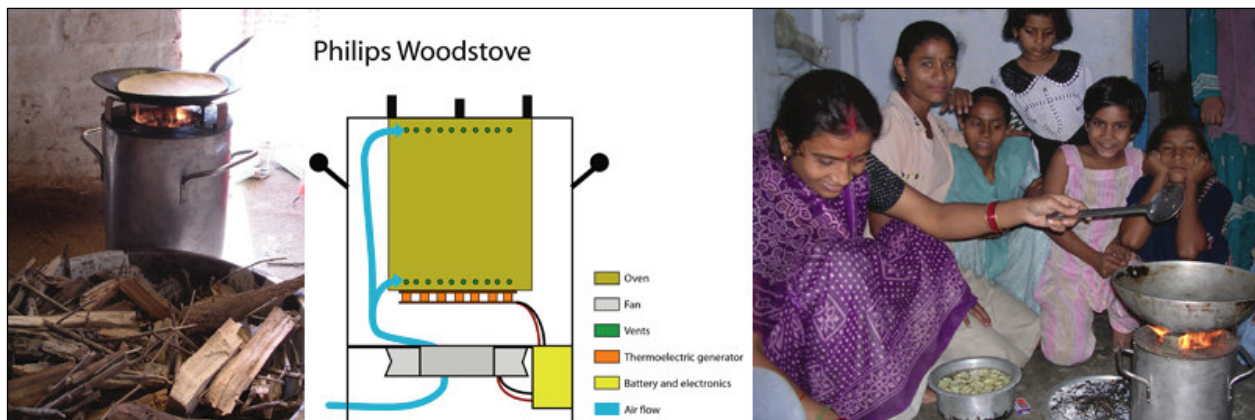 Philips Woodstove
Oven
Fan
Vents
Thermoelectric generator
Battery and electronics
Air flow